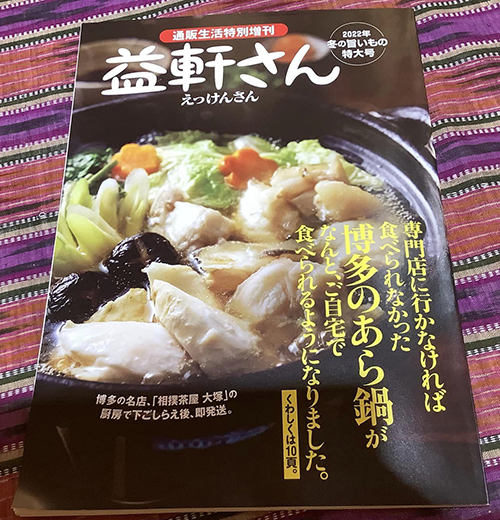 通販生活特別増刊
益軒さん
えっけんさん
2022年
冬の旨いもの
特大号
専門店に行かなければ
食べられなかった
博多のあら鍋が
なんと、ご自宅で
食べられるようになりました。
くわしくは10頁。
博多の名店、「相撲茶屋 大塚」の
厨房で下ごしらえ後、即発送。